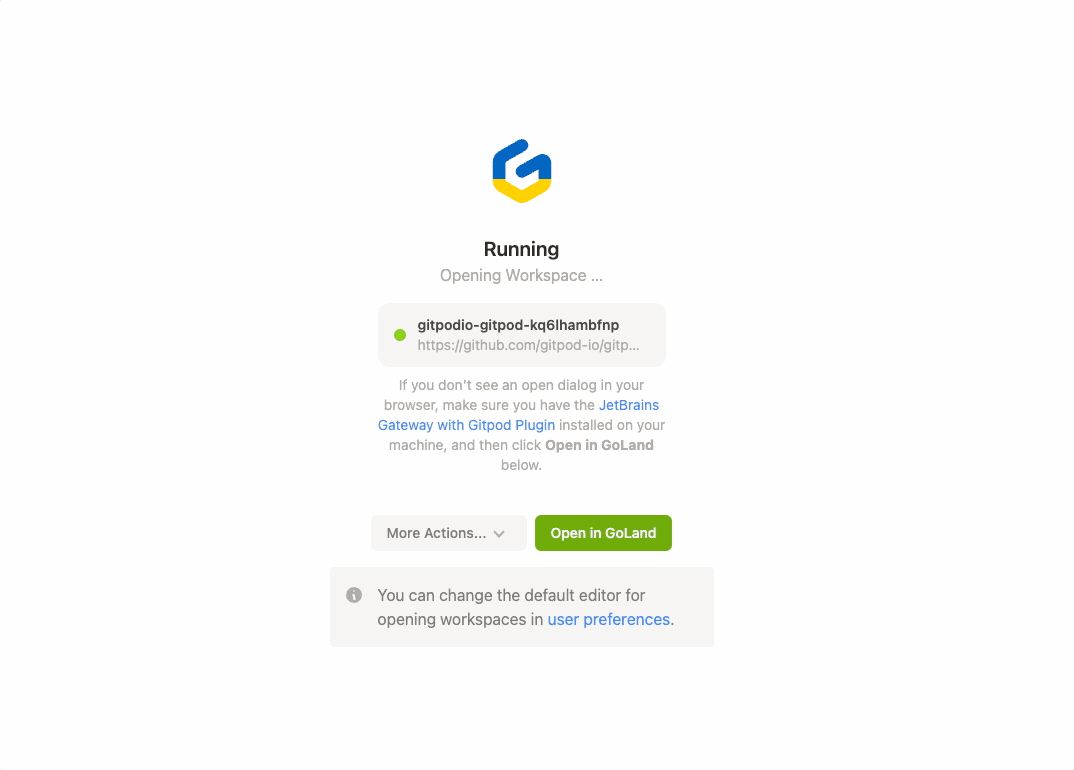 Running
Opening Workspace ...
gitpodio-gitpod-kq6lhambfnp
https://github.com/gitpod-io/gitp...
If you don't see an open dialog in your
browser, make sure you have the JetBrains
Gateway with Gitpod Plugin installed on your
machine, and then click Open in GoLand
below.
More Actions... Open in GoLand
You can change the default editor for
opening workspaces in user preferences.